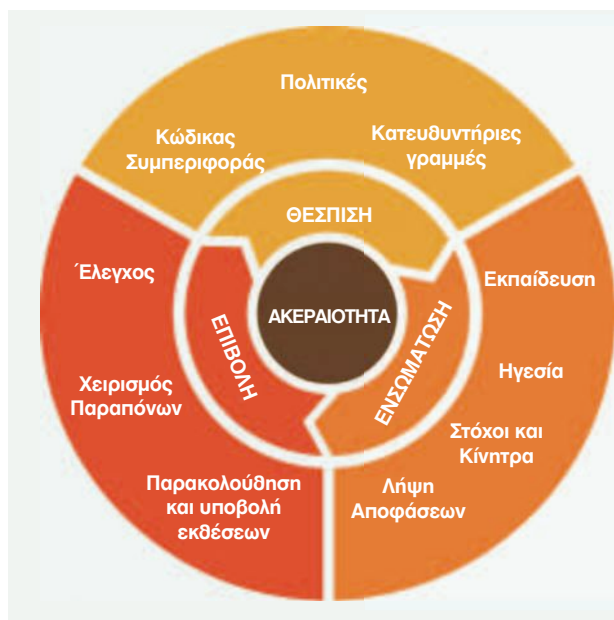 Πολιτικές
Κώδικας
Συμπεριφοράς
Κατευθυντήριες
γραμμές
ΘΕΣΠΙΣΗ
ΑΚΕΡΑΙΟΤΗΤΑ
ΕΝΣΩΜΑΤΩΣΗ
ΕΠΙΒΟΛΗ
Εκπαίδευση
Ηγεσία
Στόχοι και
Κίνητρα
Λήψη
Αποφάσεων
Έλεγχος
Χειρισμός
Παραπόνων
Παρακολούθηση
και υποβολή
εκθέσεων